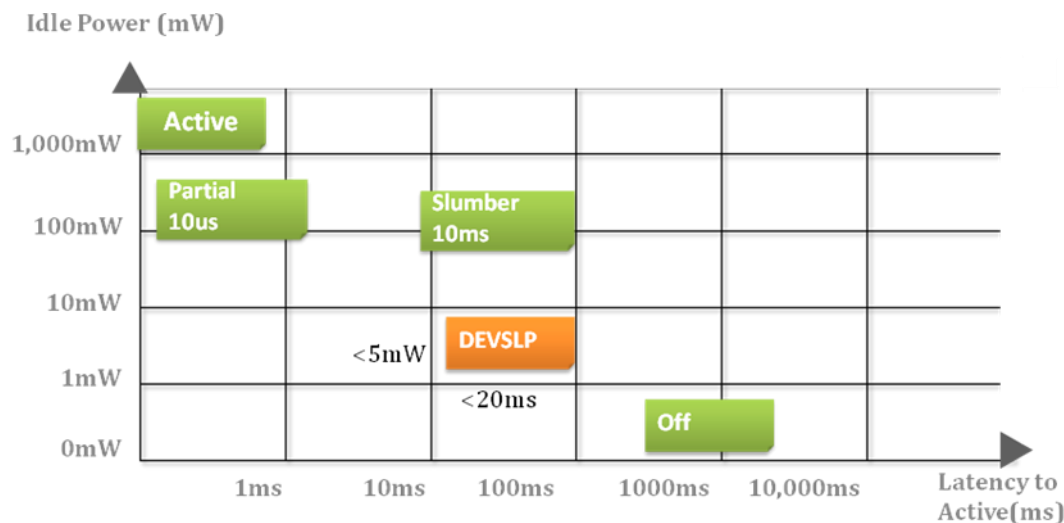 Idle Power (mW)
Active
1,000mW
Partial
10us
Slumber
10ms
100mW
10mW
DEVSLP
<5mW
1mW
<20ms
Off
0mW
1ms
10ms
100ms
1000ms
10,000ms
Latency to
Active(ms)